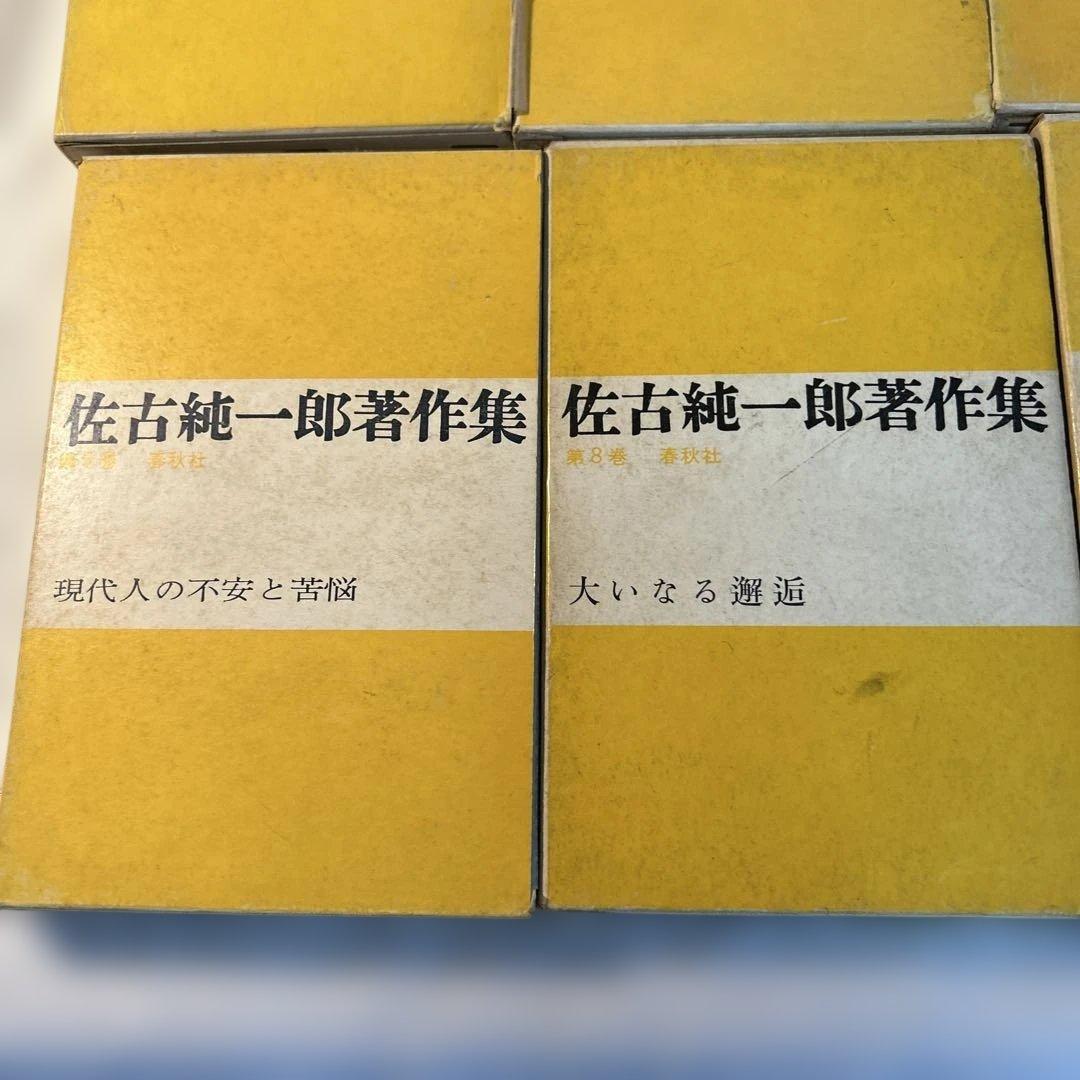 佐古純一郎著作集
春秋社
現代人の不安と苦悩
佐古純一郎著作集
第8巻 春秋社
大いなる邂逅